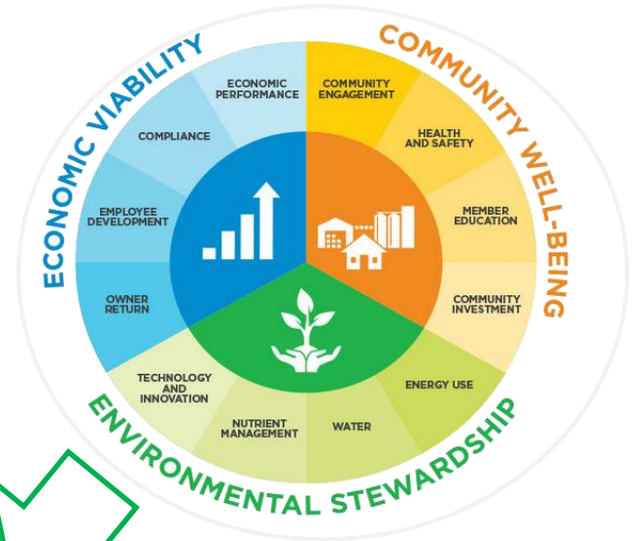 ECONOMIC VIABILITY
COMMUNITY WELL-BEING
ENVIRONMENTAL STEWARDSHIP
ECONOMIC
PERFORMANCE
COMPLIANCE
EMPLOYEE
DEVELOPMENT
OWNER
RETURN
COMMUNITY
ENGAGEMENT
HEALTH
AND SAFETY
MEMBER
EDUCATION
COMMUNITY
INVESTMENT
ENERGY USE
WATER
NUTRIENT
MANAGEMENT
TECHNOLOGY
AND
INNOVATION